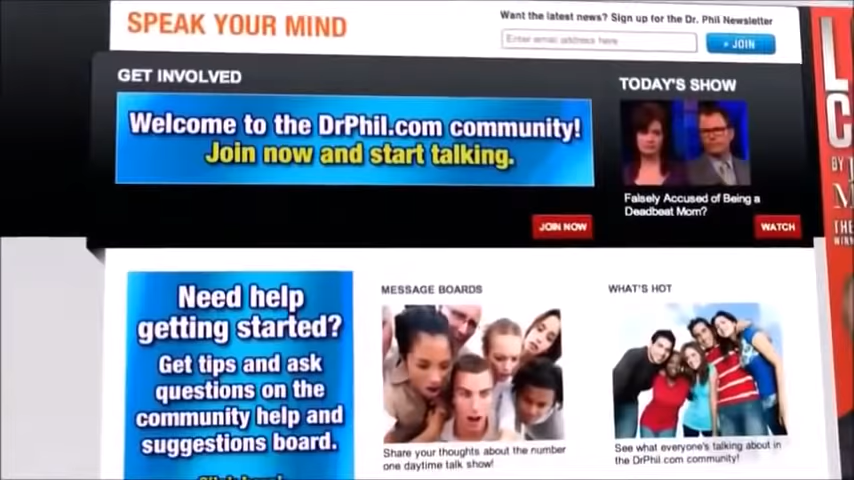 SPEAK YOUR MIND
Want the latest news? Sign up for the Dr. Phil Newsletter
Enter email address here
» JOIN
GET INVOLVED
Welcome to the DrPhil.com community!
Join now and start talking.
JOIN NOW
TODAY'S SHOW
Falsely Accused of Being a
Deadbeat Mom?
WATCH
Need help
getting started?
Get tips and ask
questions on the
community help and
suggestions board.
MESSAGE BOARDS
Share your thoughts about the number
one daytime talk show!
WHAT'S HOT
See what everyone's talking about in
the DrPhil.com community!
L
C
BY
THE